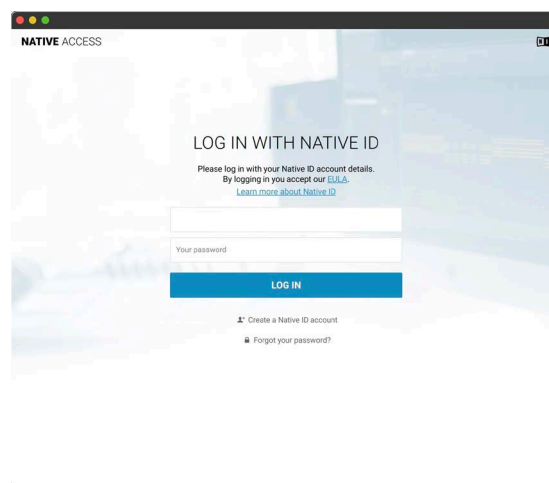 NATIVE ACCESS
LOG IN WITH NATIVE ID
Please log in with your Native ID account details.
By logging in you accept our EULA.
Learn more about Native ID
Your password
LOG IN
Create a Native ID account
Forgot your password?